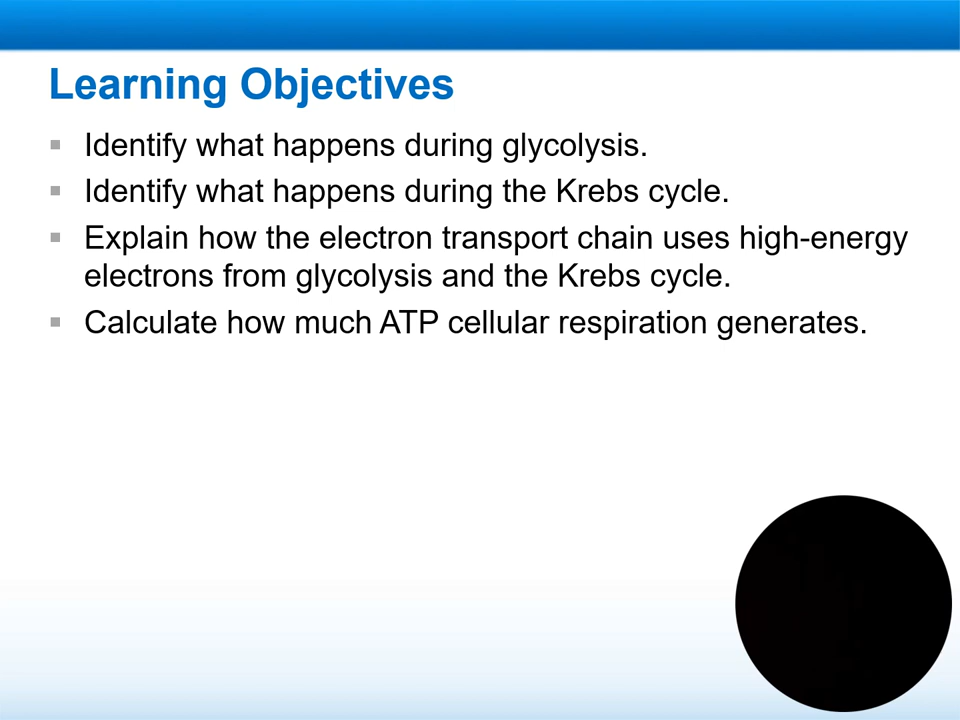 Learning Objectives
Identify what happens during glycolysis.
Identify what happens during the Krebs cycle.
Explain how the electron transport chain uses high-energy
electrons from glycolysis and the Krebs cycle.
Calculate how much ATP cellular respiration generates.